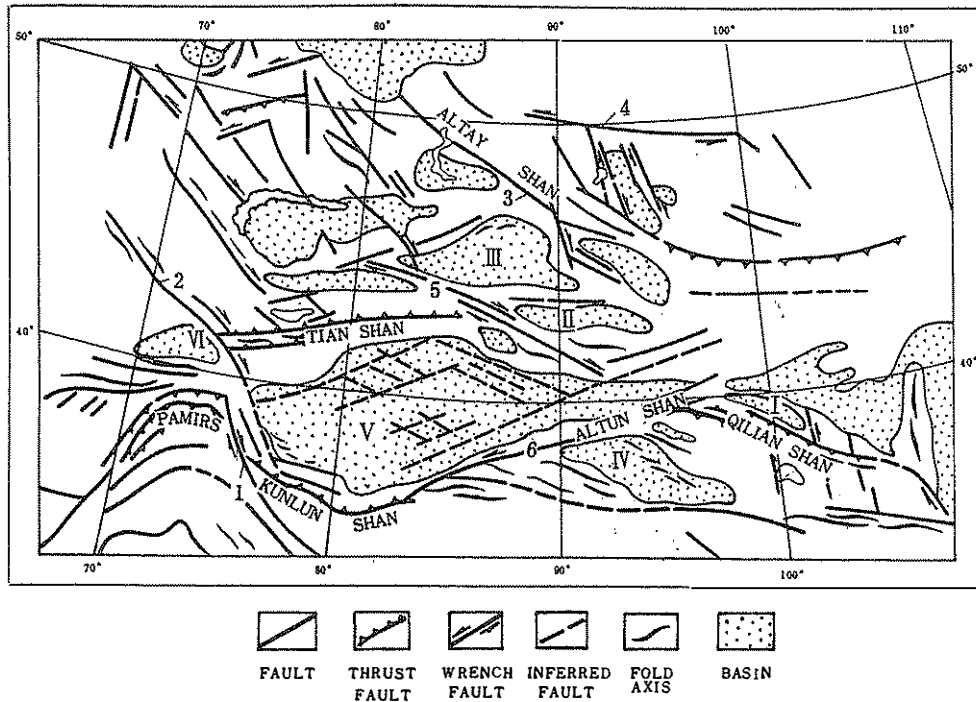 70° 80° 90° 100° 110°
50° 50°
4
ALTAY
SHAN
3
III
2
5
II
VI
TIAN SHAN
40° 40°
I
PAMIRS
V
ALTUN SHAN
QILIAN SHAN
6
IV
1
KUNLUN
SHAN
70° 80° 90° 100°
FAULT THRUST FAULT WRENCH FAULT INFERRED FAULT FOLD AXIS BASIN